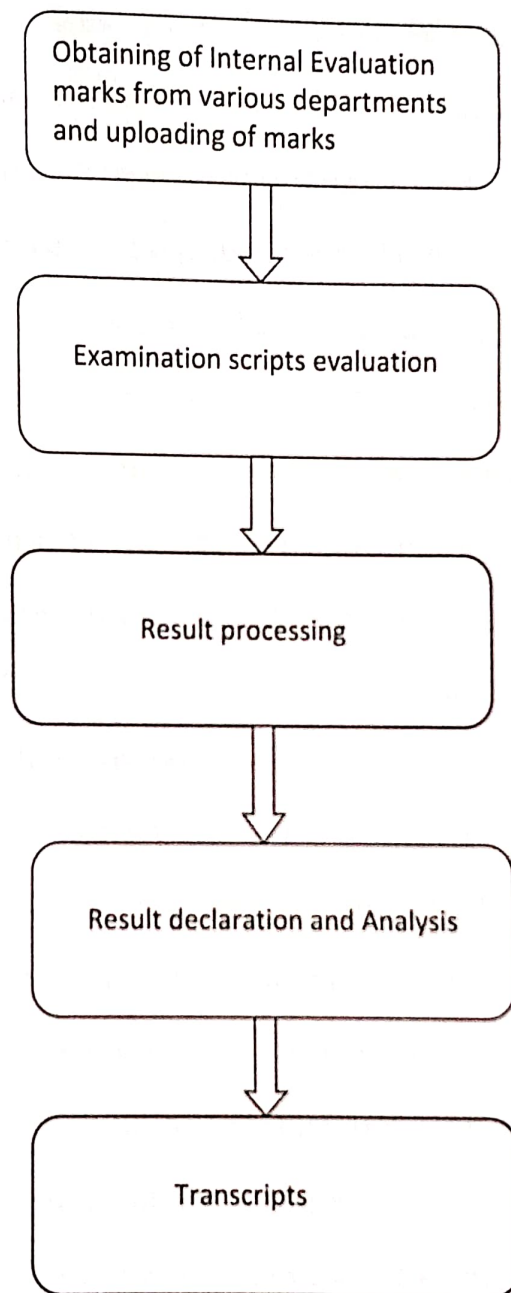 Obtaining of Internal Evaluation
marks from various departments
and uploading of marks
Examination scripts evaluation
Result processing
Result declaration and Analysis
Transcripts